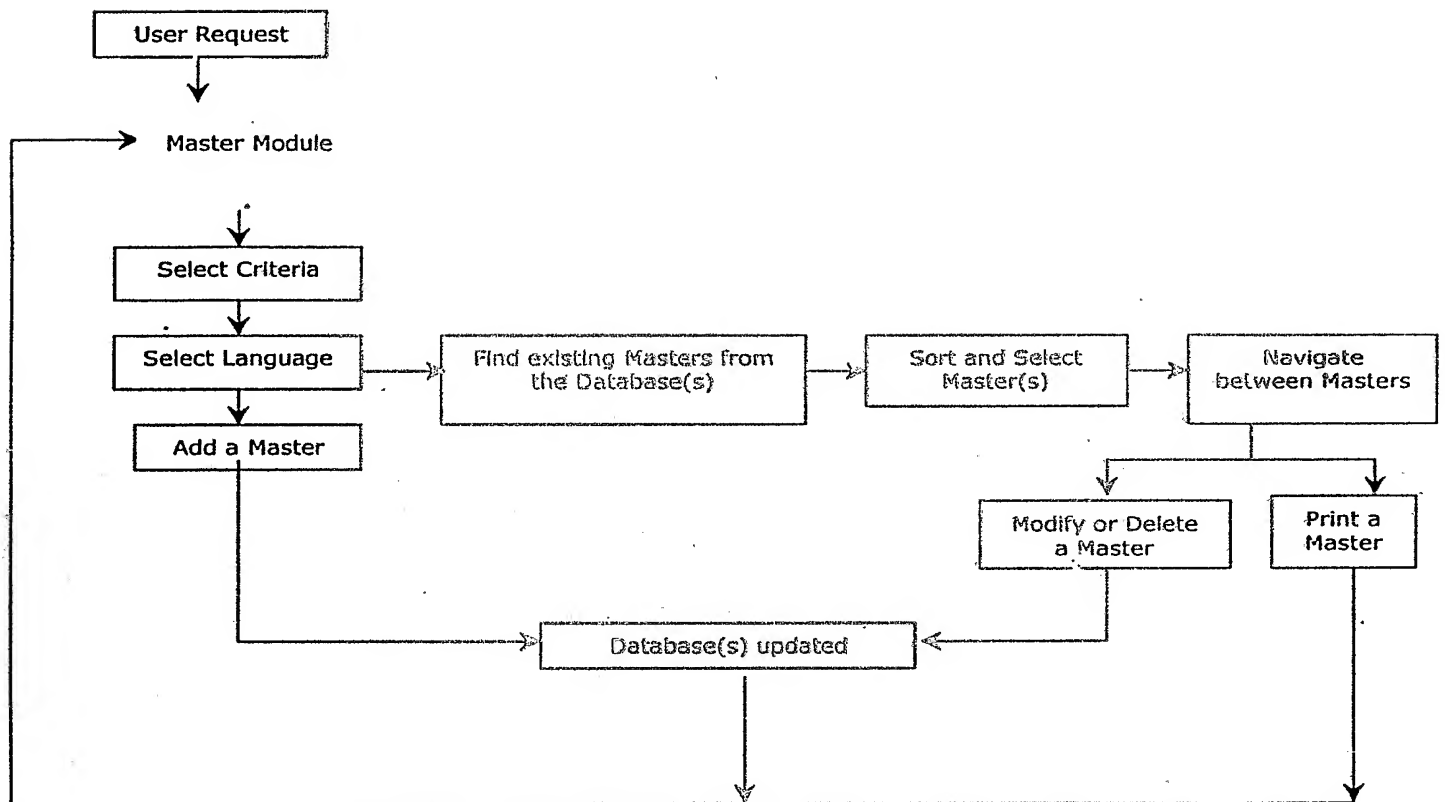 User Request
Master Module
Select Criteria
Select Language
Find existing Masters from
the Database(s)
Sort and Select
Master(s)
Navigate
between Masters
Add a Master
Modify or Delete
a Master
Print a
Master
Database(s) updated